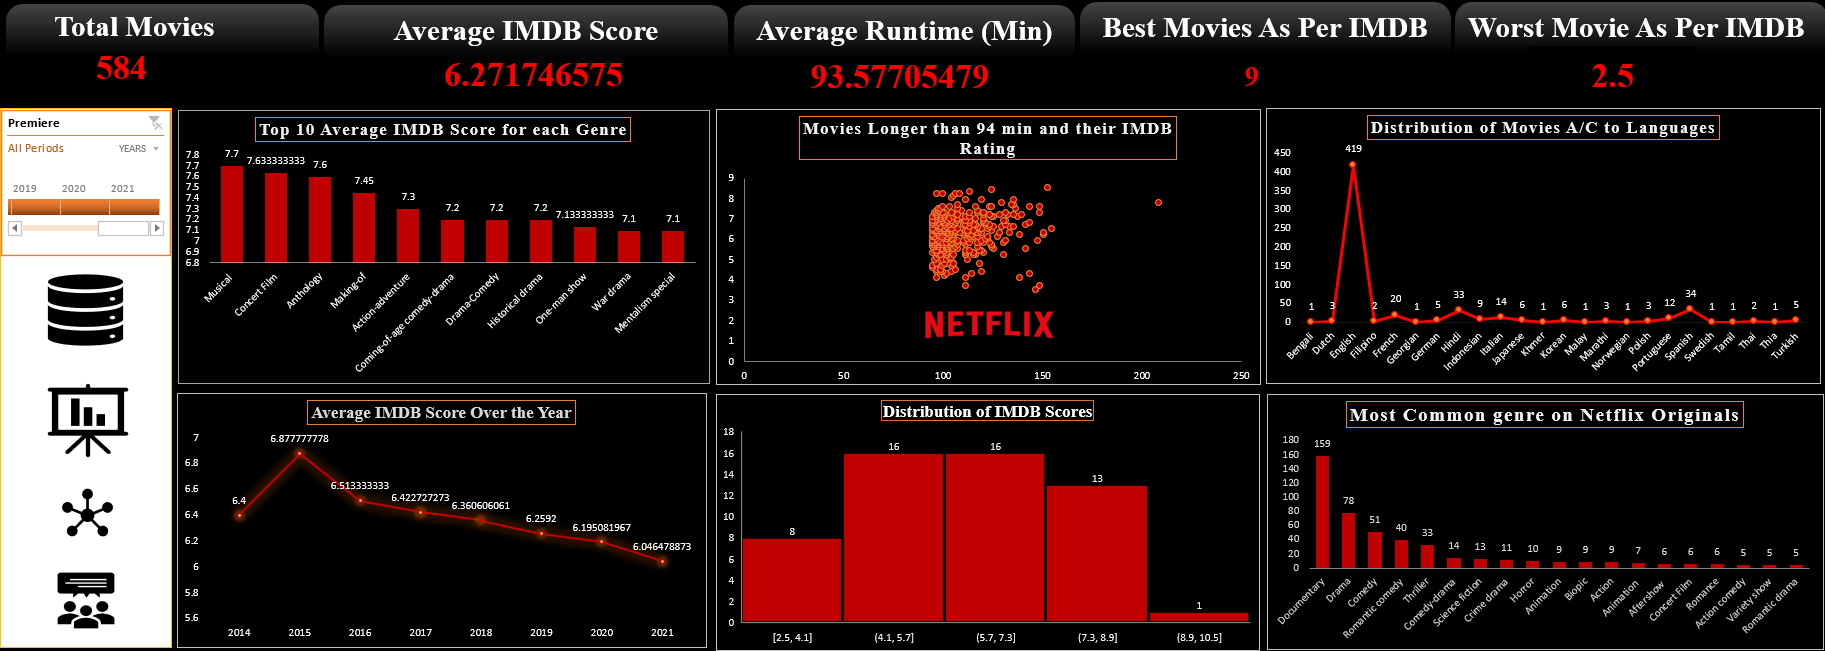 Total Movies
584
Average IMDB Score
6.271746575
Average Runtime (Min)
93.57705479
Best Movies As Per IMDB
9
Worst Movie As Per IMDB
2.5
Premiere
All Periods YEARS
2019 2020 2021
Top 10 Average IMDB Score for each Genre
7.8
7.7
7.6
7.5
7.4
7.3
7.2
7.1
7
6.9
6.8
7.7 7.633333333 7.6 7.45 7.3 7.2 7.2 7.2 7.133333333 7.1 7.1
Musical
Concert Film
Anthology
Making-of
Action-adventure
Coming-of-age comedy-drama
Drama-Comedy
Historical drama
One-man show
War drama
Mentalism special
Movies Longer than 94 min and their IMDB
Rating
9
8
7
6
5
4
3
2
1
0
NETFLIX
0 50 100 150 200 250
Distribution of Movies A/C to Languages
450
400
350
300
250
200
150
100
50
0
1 3 419 2 20 1 5 33 9 14 6 1 6 1 3 1 3 12 34 1 1 2 1 5
Bengali
Dutch
English
Filipino
French
Georgian
German
Hindi
Indonesian
Italian
Japanese
Khmer
Korean
Malay
Marathi
Norwegian
Polish
Portuguese
Spanish
Swedish
Tamil
Thai
Thia
Turkish
Average IMDB Score Over the Year
7
6.8
6.6
6.4
6.2
6
5.8
5.6
6.4 6.877777778 6.513333333 6.422727273 6.360606061 6.2592 6.195081967 6.046478873
2014 2015 2016 2017 2018 2019 2020 2021
Distribution of IMDB Scores
18
16
14
12
10
8
6
4
2
0
8 16 16 13 1
[2.5, 4.1] (4.1, 5.7] (5.7, 7.3] (7.3, 8.9] (8.9, 10.5]
Most Common genre on Netflix Originals
180
160
140
120
100
80
60
40
20
0
159 78 51 40 33 14 13 11 10 9 9 9 7 6 6 6 5 5 5
Documentary
Drama
Comedy
Romantic comedy
Thriller
Comedy-drama
Science fiction
Crime drama
Horror
Animation
Biopic
Action
Animation
Aftershow
Concert Film
Romance
Action comedy
Variety show
Romantic drama